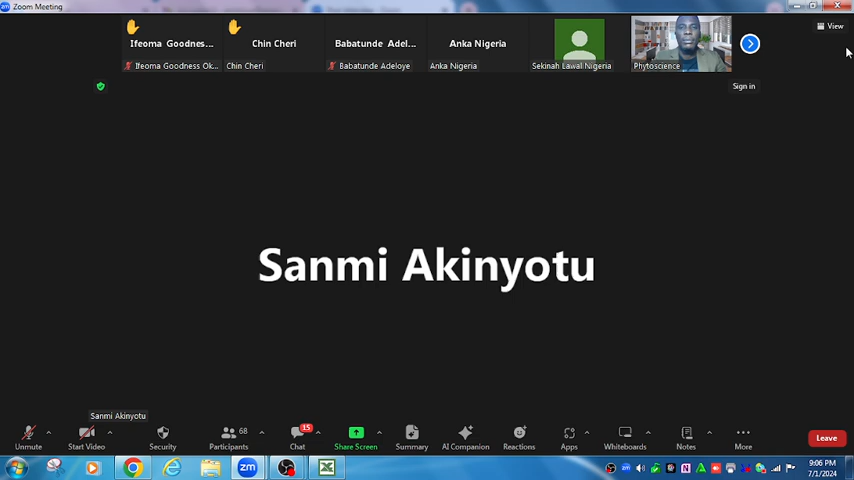 Zoom Meeting
Ifeoma Goodnes...
Chin Cheri
Babatunde Adel...
Anka Nigeria
View
Ifeoma Goodness Ok...
Chin Cheri
Babatunde Adeloye
Anka Nigeria
Sekinah Lawal Nigeria
Phytoscience
Sign in
Sanmi Akinyotu
Sanmi Akinyotu
68
15
Unmute
Start Video
Security
Participants
Chat
Share Screen
Summary
AI Companion
Reactions
Apps
Whiteboards
Notes
More
Leave
zm
9:06 PM
7/1/2024